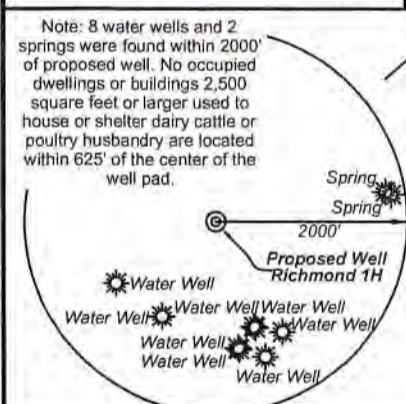 Note: 8 water wells and 2
springs were found within 2000'
of proposed well. No occupied
dwellings or buildings 2,500
square feet or larger used to
house or shelter dairy cattle or
poultry husbandry are located
within 625' of the center of the
well pad.
Spring
Spring
2000'
Proposed Well
Richmond 1H
Water Well
Water Well
Water Well
Water Well
Water Well
Water Well
Water Well
Water Well